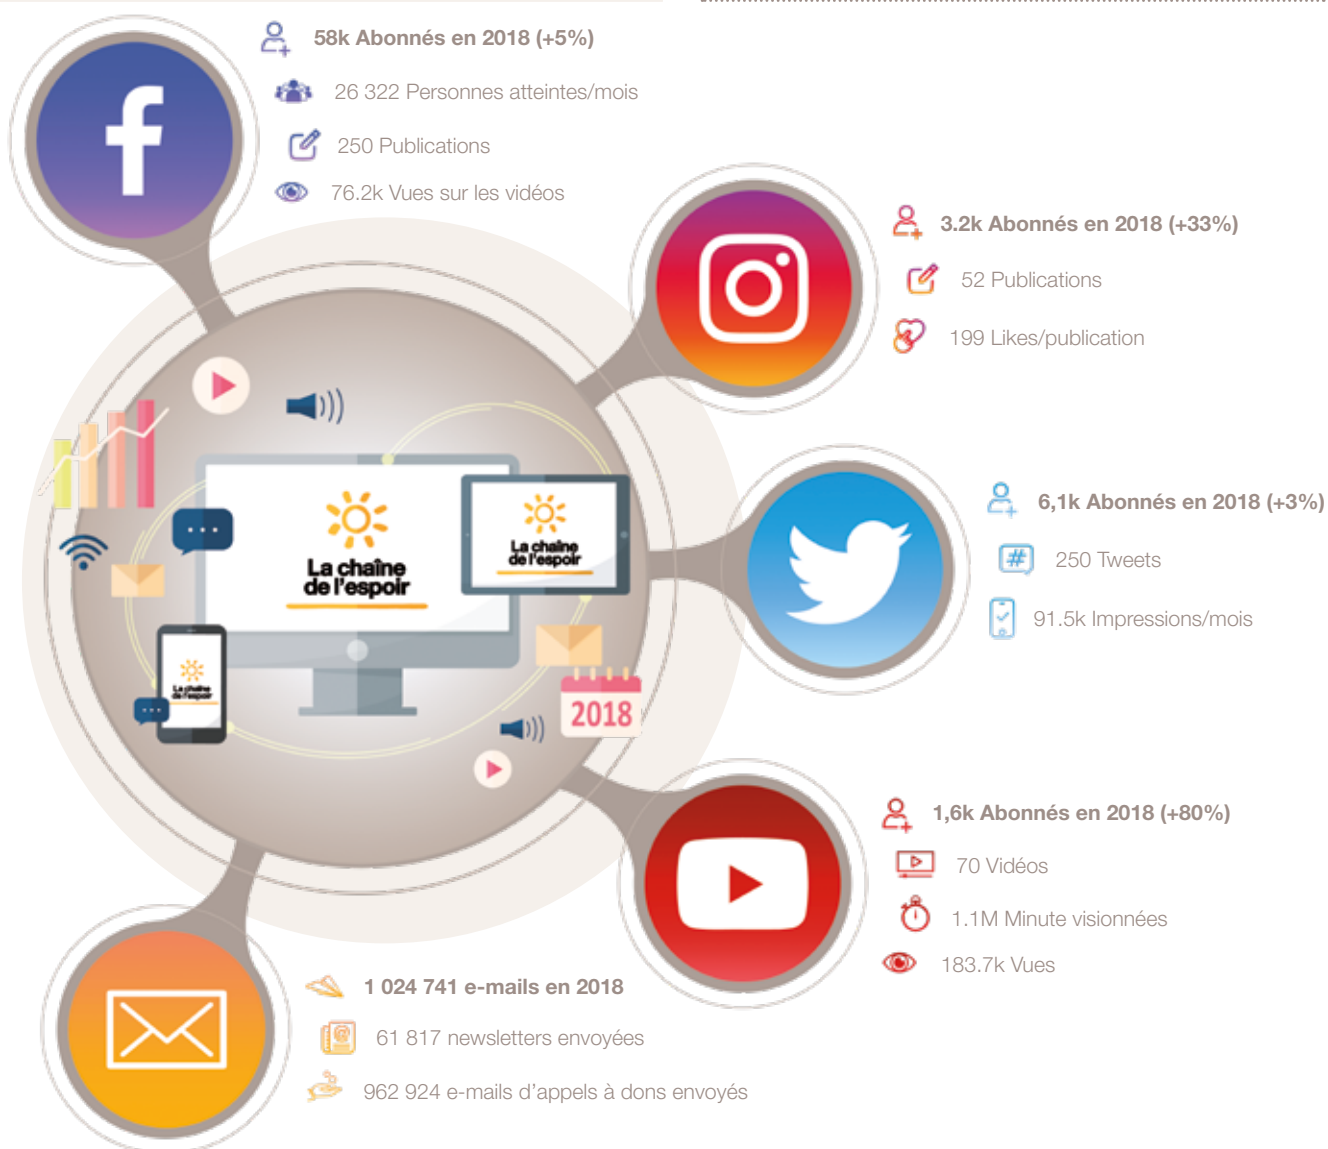 58k Abonnés en 2018 (+5%)
26 322 Personnes atteintes/mois
250 Publications
76.2k Vues sur les vidéos
3.2k Abonnés en 2018 (+33%)
52 Publications
199 Likes/publication
6,1k Abonnés en 2018 (+3%)
250 Tweets
91.5k Impressions/mois
La chaîne
de l'espoir
La chaîne
de l'espoir
La chaîne
de l'espoir
2018
1,6k Abonnés en 2018 (+80%)
70 Vidéos
1.1M Minute visionnées
183.7k Vues
1 024 741 e-mails en 2018
61 817 newsletters envoyées
962 924 e-mails d'appels à dons envoyés